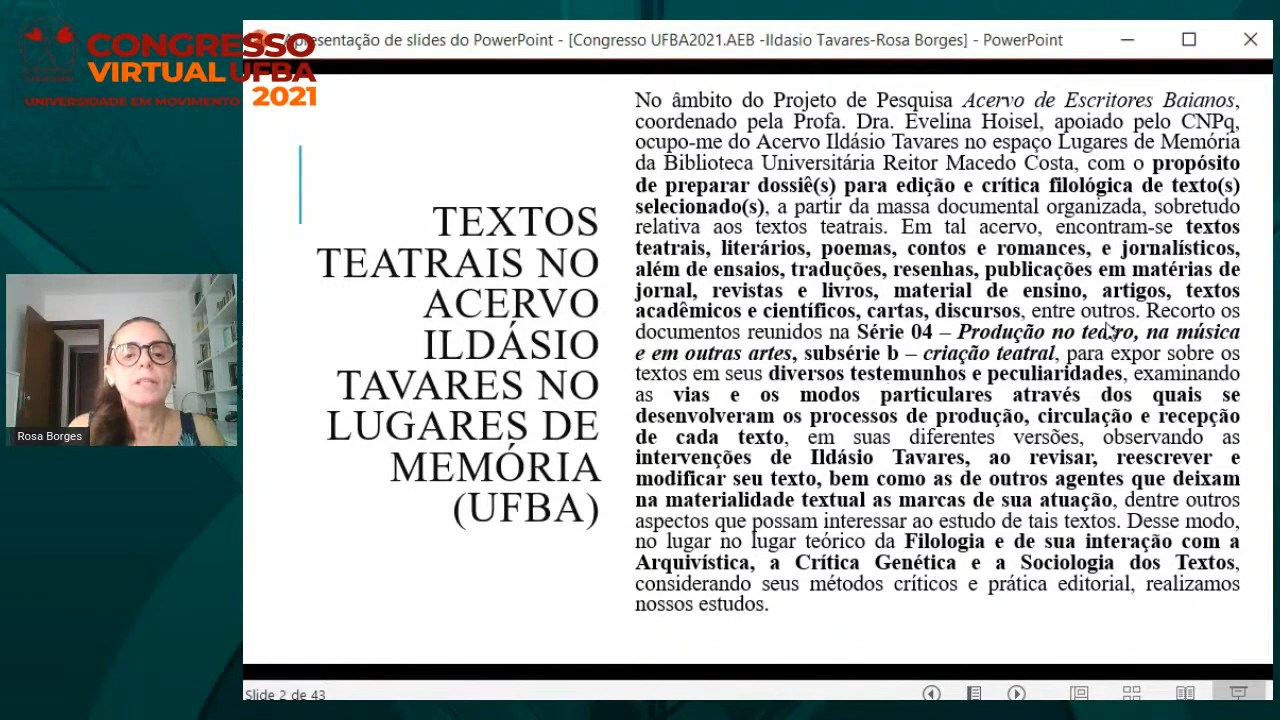 CONGRESSO
VIRTUAL UFBA
UNIVERSIDADE EM MOVIMENTO 2021
Apresentação de slides do PowerPoint - [Congresso UFBA2021.AEB -Ildasio Tavares-Rosa Borges] - PowerPoint
TEXTOS
TEATRAIS NO
ACERVO
ILDÁSIO
TAVARES NO
LUGARES DE
MEMÓRIA
(UFBA)
No âmbito do Projeto de Pesquisa Acervo de Escritores Baianos,
coordenado pela Profa. Dra. Evelina Hoisel, apoiado pelo CNPq,
ocupo-me do Acervo Ildásio Tavares no espaço Lugares de Memória
da Biblioteca Universitária Reitor Macedo Costa, com o propósito
de preparar dossiê(s) para edição e crítica filológica de texto(s)
selecionado(s), a partir da massa documental organizada, sobretudo
relativa aos textos teatrais. Em tal acervo, encontram-se textos
teatrais, literários, poemas, contos e romances, e jornalísticos,
além de ensaios, traduções, resenhas, publicações em matérias de
jornal, revistas e livros, material de ensino, artigos, textos
acadêmicos e científicos, cartas, discursos, entre outros. Recorto os
documentos reunidos na Série 04 – Produção no teatro, na música
e em outras artes, subsérie b – criação teatral, para expor sobre os
textos em seus diversos testemunhos e peculiaridades, examinando
as vias e os modos particulares através dos quais se
desenvolveram os processos de produção, circulação e recepção
de cada texto, em suas diferentes versões, observando as
intervenções de Ildásio Tavares, ao revisar, reescrever e
modificar seu texto, bem como as de outros agentes que deixam
na materialidade textual as marcas de sua atuação, dentre outros
aspectos que possam interessar ao estudo de tais textos. Desse modo,
no lugar no lugar teórico da Filologia e de sua interação com a
Arquivística, a Crítica Genética e a Sociologia dos Textos,
considerando seus métodos críticos e prática editorial, realizamos
nossos estudos.
Rosa Borges
Slide 2 de 43